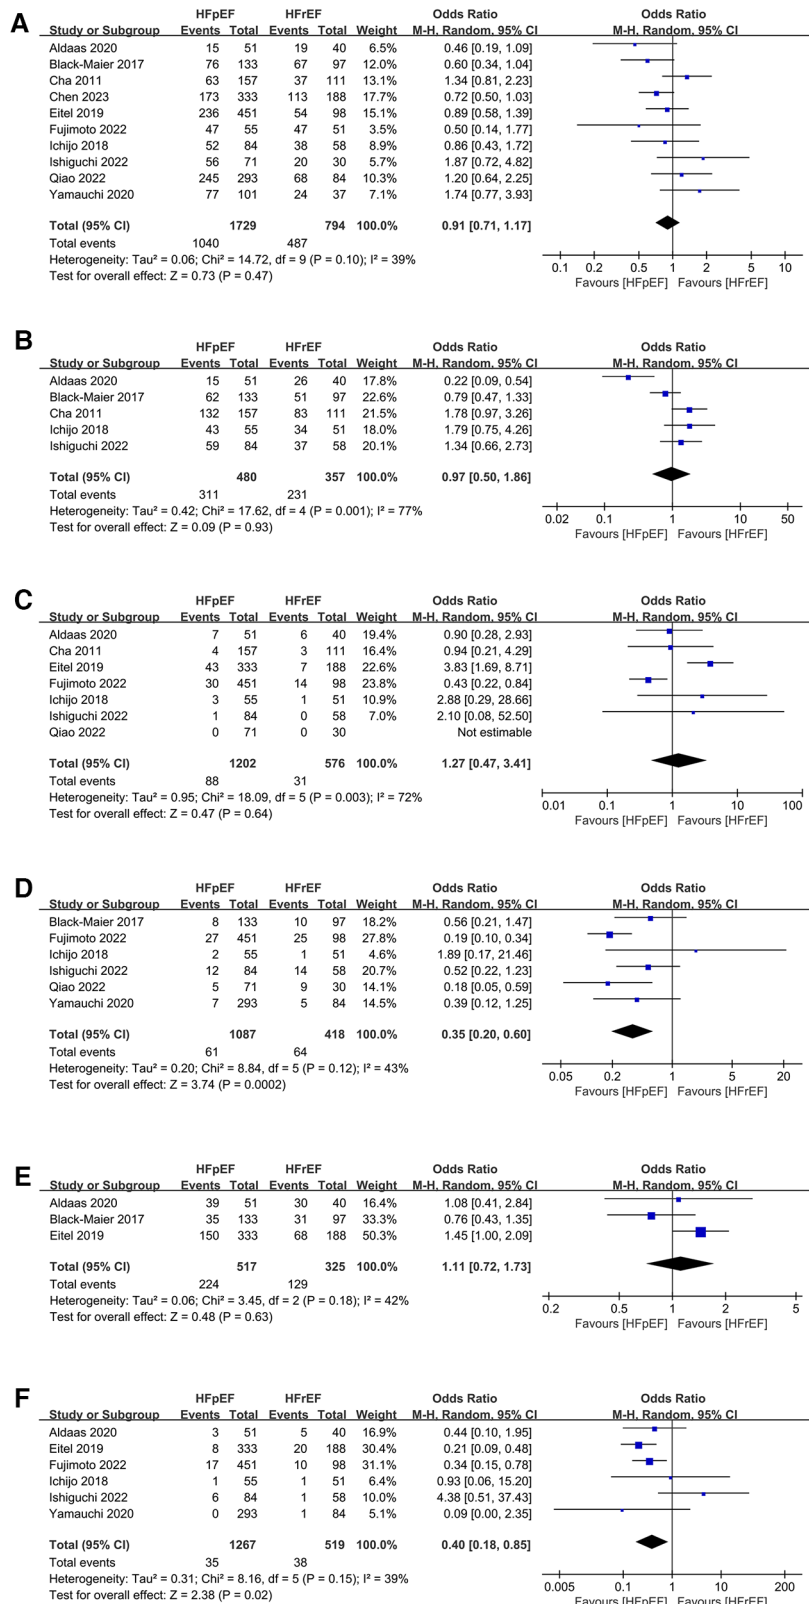 A
HFpEF HFrEF Odds Ratio Odds Ratio
Study or Subgroup Events Total Events Total Weight M-H, Random, 95% CI M-H, Random, 95% CI
Aldaas 2020 15 51 19 40 6.5% 0.46 [0.19, 1.09]
Black-Maier 2017 76 133 67 97 12.0% 0.60 [0.34, 1.04]
Cha 2011 63 157 37 111 13.1% 1.34 [0.81, 2.23]
Chen 2023 173 333 113 188 17.7% 0.72 [0.50, 1.03]
Eitel 2019 236 451 54 98 15.1% 0.89 [0.58, 1.39]
Fujimoto 2022 47 55 47 51 3.5% 0.50 [0.14, 1.77]
Ichijo 2018 52 84 38 58 8.9% 0.86 [0.43, 1.72]
Ishiguchi 2022 56 71 20 30 5.7% 1.87 [0.72, 4.82]
Qiao 2022 245 293 68 84 10.3% 1.20 [0.64, 2.25]
Yamauchi 2020 77 101 24 37 7.1% 1.74 [0.77, 3.93]
Total (95% CI) 1729 794 100.0% 0.91 [0.71, 1.17]
Total events 1040 487
Heterogeneity: Tau² = 0.06; Chi² = 14.72, df = 9 (P = 0.10); I² = 39%
Test for overall effect: Z = 0.73 (P = 0.47)
0.1 0.2 0.5 1 2 5 10
Favours [HFpEF] Favours [HFrEF]
B
HFpEF HFrEF Odds Ratio Odds Ratio
Study or Subgroup Events Total Events Total Weight M-H, Random, 95% CI M-H, Random, 95% CI
Aldaas 2020 15 51 26 40 17.8% 0.22 [0.09, 0.54]
Black-Maier 2017 62 133 51 97 22.6% 0.79 [0.47, 1.33]
Cha 2011 132 157 83 111 21.5% 1.78 [0.97, 3.26]
Ichijo 2018 43 55 34 51 18.0% 1.79 [0.75, 4.26]
Ishiguchi 2022 59 84 37 58 20.1% 1.34 [0.66, 2.73]
Total (95% CI) 480 357 100.0% 0.97 [0.50, 1.86]
Total events 311 231
Heterogeneity: Tau² = 0.42; Chi² = 17.62, df = 4 (P = 0.001); I² = 77%
Test for overall effect: Z = 0.09 (P = 0.93)
0.02 0.1 1 10 50
Favours [HFpEF] Favours [HFrEF]
C
HFpEF HFrEF Odds Ratio Odds Ratio
Study or Subgroup Events Total Events Total Weight M-H, Random, 95% CI M-H, Random, 95% CI
Aldaas 2020 7 51 6 40 19.4% 0.90 [0.28, 2.93]
Cha 2011 4 157 3 111 16.4% 0.94 [0.21, 4.29]
Eitel 2019 43 333 7 188 22.6% 3.83 [1.69, 8.71]
Fujimoto 2022 30 451 14 98 23.8% 0.43 [0.22, 0.84]
Ichijo 2018 3 55 1 51 10.9% 2.88 [0.29, 28.66]
Ishiguchi 2022 1 84 0 58 7.0% 2.10 [0.08, 52.50]
Qiao 2022 0 71 0 30 Not estimable
Total (95% CI) 1202 576 100.0% 1.27 [0.47, 3.41]
Total events 88 31
Heterogeneity: Tau² = 0.95; Chi² = 18.09, df = 5 (P = 0.003); I² = 72%
Test for overall effect: Z = 0.47 (P = 0.64)
0.01 0.1 1 10 100
Favours [HFpEF] Favours [HFrEF]
D
HFpEF HFrEF Odds Ratio Odds Ratio
Study or Subgroup Events Total Events Total Weight M-H, Random, 95% CI M-H, Random, 95% CI
Black-Maier 2017 8 133 10 97 18.2% 0.56 [0.21, 1.47]
Fujimoto 2022 27 451 25 98 27.8% 0.19 [0.10, 0.34]
Ichijo 2018 2 55 1 51 4.6% 1.89 [0.17, 21.46]
Ishiguchi 2022 12 84 14 58 20.7% 0.52 [0.22, 1.23]
Qiao 2022 5 71 9 30 14.1% 0.18 [0.05, 0.59]
Yamauchi 2020 7 293 5 84 14.5% 0.39 [0.12, 1.25]
Total (95% CI) 1087 418 100.0% 0.35 [0.20, 0.60]
Total events 61 64
Heterogeneity: Tau² = 0.20; Chi² = 8.84, df = 5 (P = 0.12); I² = 43%
Test for overall effect: Z = 3.74 (P = 0.0002)
0.05 0.2 1 5 20
Favours [HFpEF] Favours [HFrEF]
E
HFpEF HFrEF Odds Ratio Odds Ratio
Study or Subgroup Events Total Events Total Weight M-H, Random, 95% CI M-H, Random, 95% CI
Aldaas 2020 39 51 30 40 16.4% 1.08 [0.41, 2.84]
Black-Maier 2017 35 133 31 97 33.3% 0.76 [0.43, 1.35]
Eitel 2019 150 333 68 188 50.3% 1.45 [1.00, 2.09]
Total (95% CI) 517 325 100.0% 1.11 [0.72, 1.73]
Total events 224 129
Heterogeneity: Tau² = 0.06; Chi² = 3.45, df = 2 (P = 0.18); I² = 42%
Test for overall effect: Z = 0.48 (P = 0.63)
0.2 0.5 1 2 5
Favours [HFpEF] Favours [HFrEF]
F
HFpEF HFrEF Odds Ratio Odds Ratio
Study or Subgroup Events Total Events Total Weight M-H, Random, 95% CI M-H, Random, 95% CI
Aldaas 2020 3 51 5 40 16.9% 0.44 [0.10, 1.95]
Eitel 2019 8 333 20 188 30.4% 0.21 [0.09, 0.48]
Fujimoto 2022 17 451 10 98 31.1% 0.34 [0.15, 0.78]
Ichijo 2018 1 55 1 51 6.4% 0.93 [0.06, 15.20]
Ishiguchi 2022 6 84 1 58 10.0% 4.38 [0.51, 37.43]
Yamauchi 2020 0 293 1 84 5.1% 0.09 [0.00, 2.35]
Total (95% CI) 1267 519 100.0% 0.40 [0.18, 0.85]
Total events 35 38
Heterogeneity: Tau² = 0.31; Chi² = 8.16, df = 5 (P = 0.15); I² = 39%
Test for overall effect: Z = 2.38 (P = 0.02)
0.005 0.1 1 10 200
Favours [HFpEF] Favours [HFrEF]